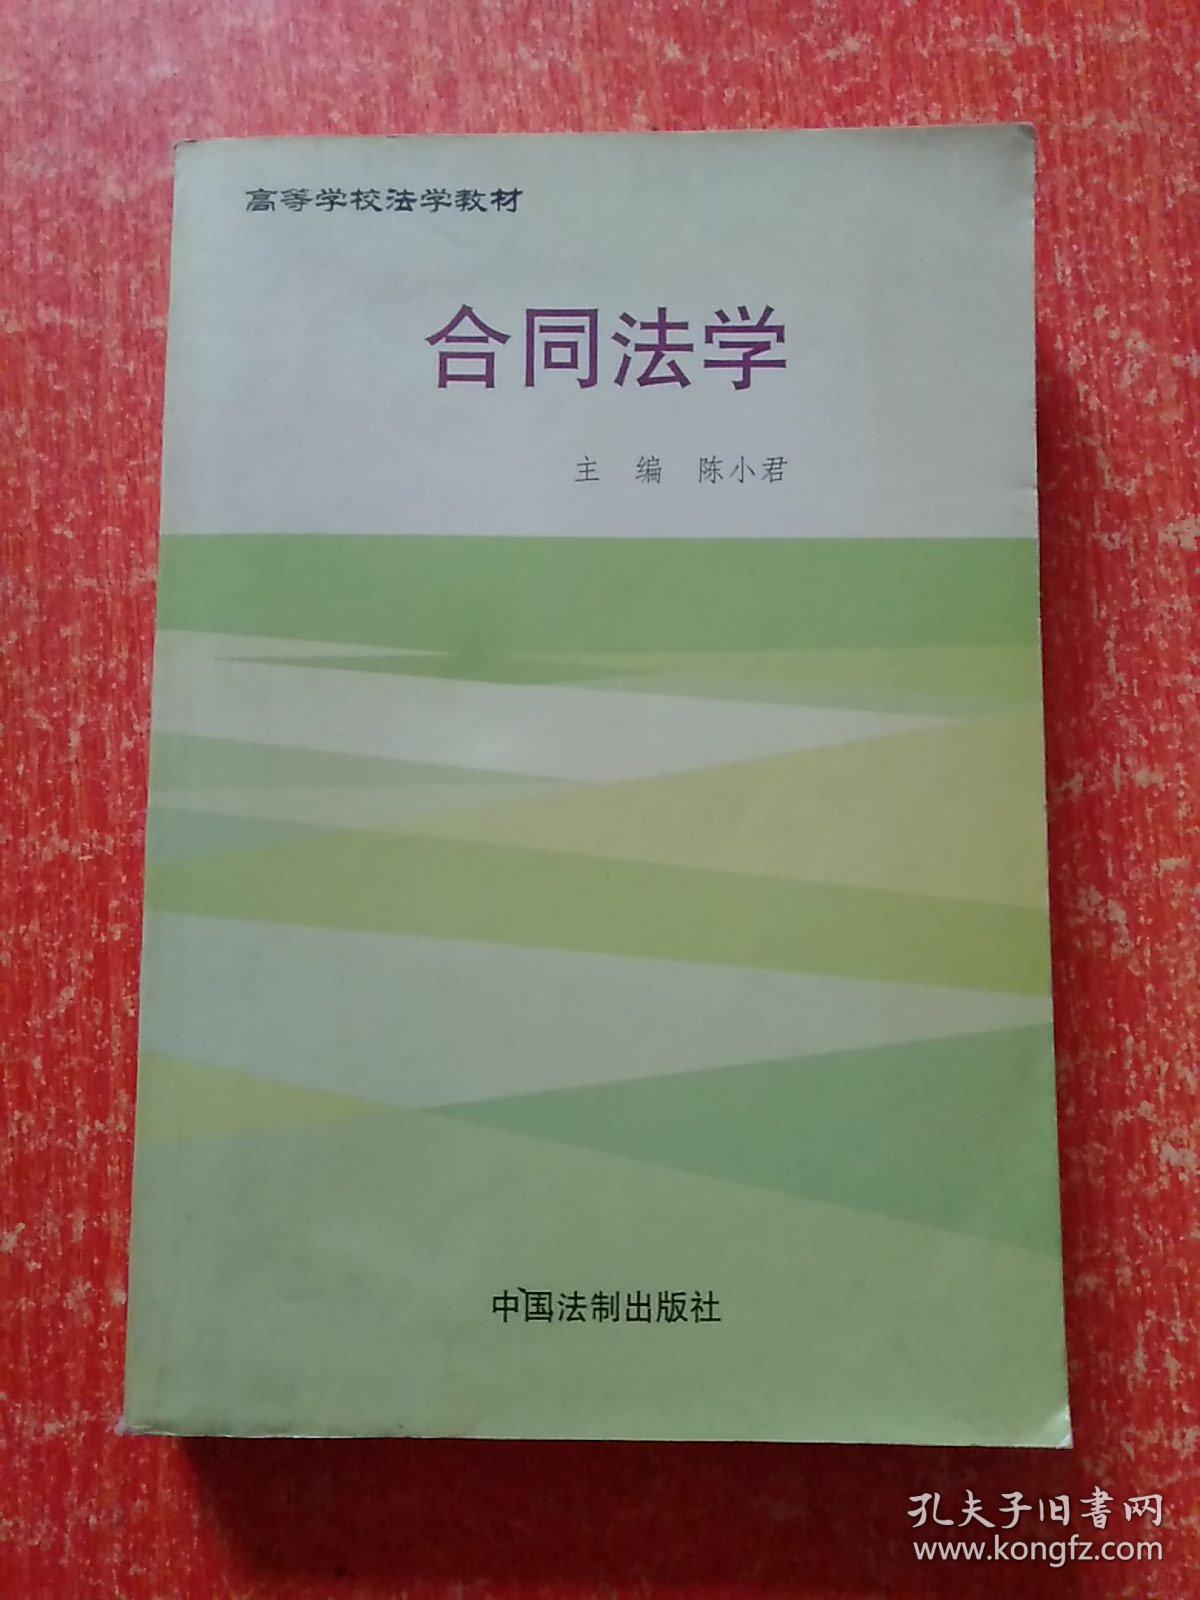 高等学校法学教材
合同法学
主 编 陈小君
中国法制出版社
孔夫子旧书网
www.kongfz.com